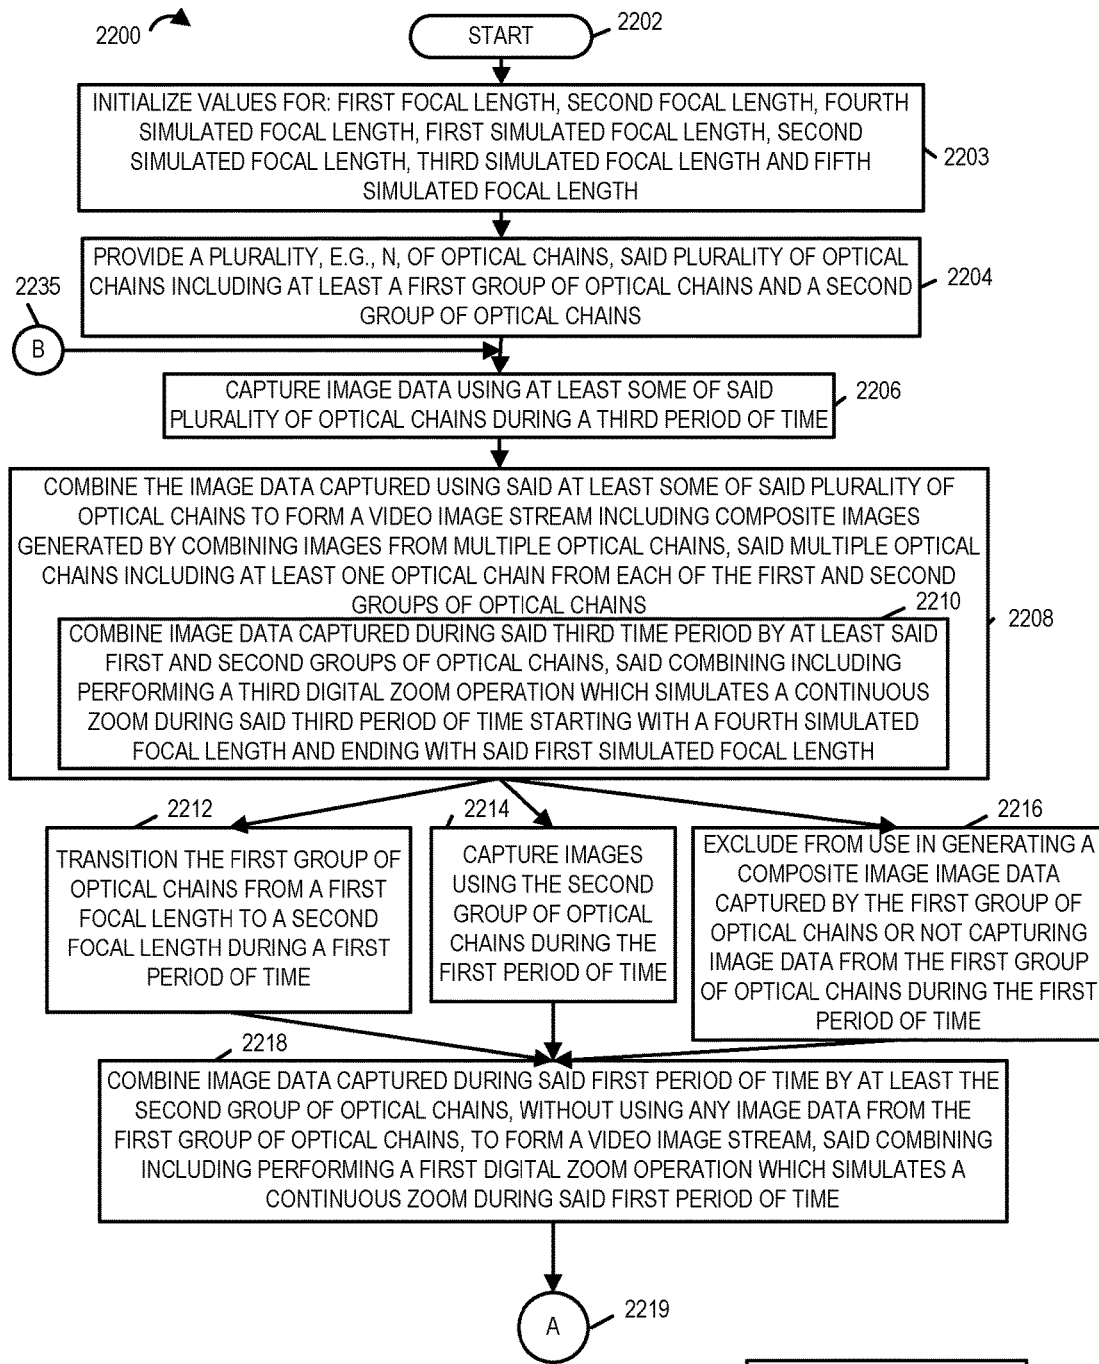 2200
START
2202
INITIALIZE VALUES FOR: FIRST FOCAL LENGTH, SECOND FOCAL LENGTH, FOURTH
SIMULATED FOCAL LENGTH, FIRST SIMULATED FOCAL LENGTH, SECOND
SIMULATED FOCAL LENGTH, THIRD SIMULATED FOCAL LENGTH AND FIFTH
SIMULATED FOCAL LENGTH
2203
PROVIDE A PLURALITY, E.G., N, OF OPTICAL CHAINS, SAID PLURALITY OF OPTICAL
CHAINS INCLUDING AT LEAST A FIRST GROUP OF OPTICAL CHAINS AND A SECOND
GROUP OF OPTICAL CHAINS
2204
2235
B
CAPTURE IMAGE DATA USING AT LEAST SOME OF SAID
PLURALITY OF OPTICAL CHAINS DURING A THIRD PERIOD OF TIME
2206
COMBINE THE IMAGE DATA CAPTURED USING SAID AT LEAST SOME OF SAID PLURALITY OF
OPTICAL CHAINS TO FORM A VIDEO IMAGE STREAM INCLUDING COMPOSITE IMAGES
GENERATED BY COMBINING IMAGES FROM MULTIPLE OPTICAL CHAINS, SAID MULTIPLE OPTICAL
CHAINS INCLUDING AT LEAST ONE OPTICAL CHAIN FROM EACH OF THE FIRST AND SECOND
GROUPS OF OPTICAL CHAINS
2208
2210
COMBINE IMAGE DATA CAPTURED DURING SAID THIRD TIME PERIOD BY AT LEAST SAID
FIRST AND SECOND GROUPS OF OPTICAL CHAINS, SAID COMBINING INCLUDING
PERFORMING A THIRD DIGITAL ZOOM OPERATION WHICH SIMULATES A CONTINUOUS
ZOOM DURING SAID THIRD PERIOD OF TIME STARTING WITH A FOURTH SIMULATED
FOCAL LENGTH AND ENDING WITH SAID FIRST SIMULATED FOCAL LENGTH
2212
TRANSITION THE FIRST GROUP OF
OPTICAL CHAINS FROM A FIRST
FOCAL LENGTH TO A SECOND
FOCAL LENGTH DURING A FIRST
PERIOD OF TIME
2214
CAPTURE IMAGES
USING THE SECOND
GROUP OF OPTICAL
CHAINS DURING THE
FIRST PERIOD OF TIME
2216
EXCLUDE FROM USE IN GENERATING A
COMPOSITE IMAGE IMAGE DATA
CAPTURED BY THE FIRST GROUP OF
OPTICAL CHAINS OR NOT CAPTURING
IMAGE DATA FROM THE FIRST GROUP
OF OPTICAL CHAINS DURING THE FIRST
PERIOD OF TIME
2218
COMBINE IMAGE DATA CAPTURED DURING SAID FIRST PERIOD OF TIME BY AT LEAST THE
SECOND GROUP OF OPTICAL CHAINS, WITHOUT USING ANY IMAGE DATA FROM THE
FIRST GROUP OF OPTICAL CHAINS, TO FORM A VIDEO IMAGE STREAM, SAID COMBINING
INCLUDING PERFORMING A FIRST DIGITAL ZOOM OPERATION WHICH SIMULATES A
CONTINUOUS ZOOM DURING SAID FIRST PERIOD OF TIME
A
2219